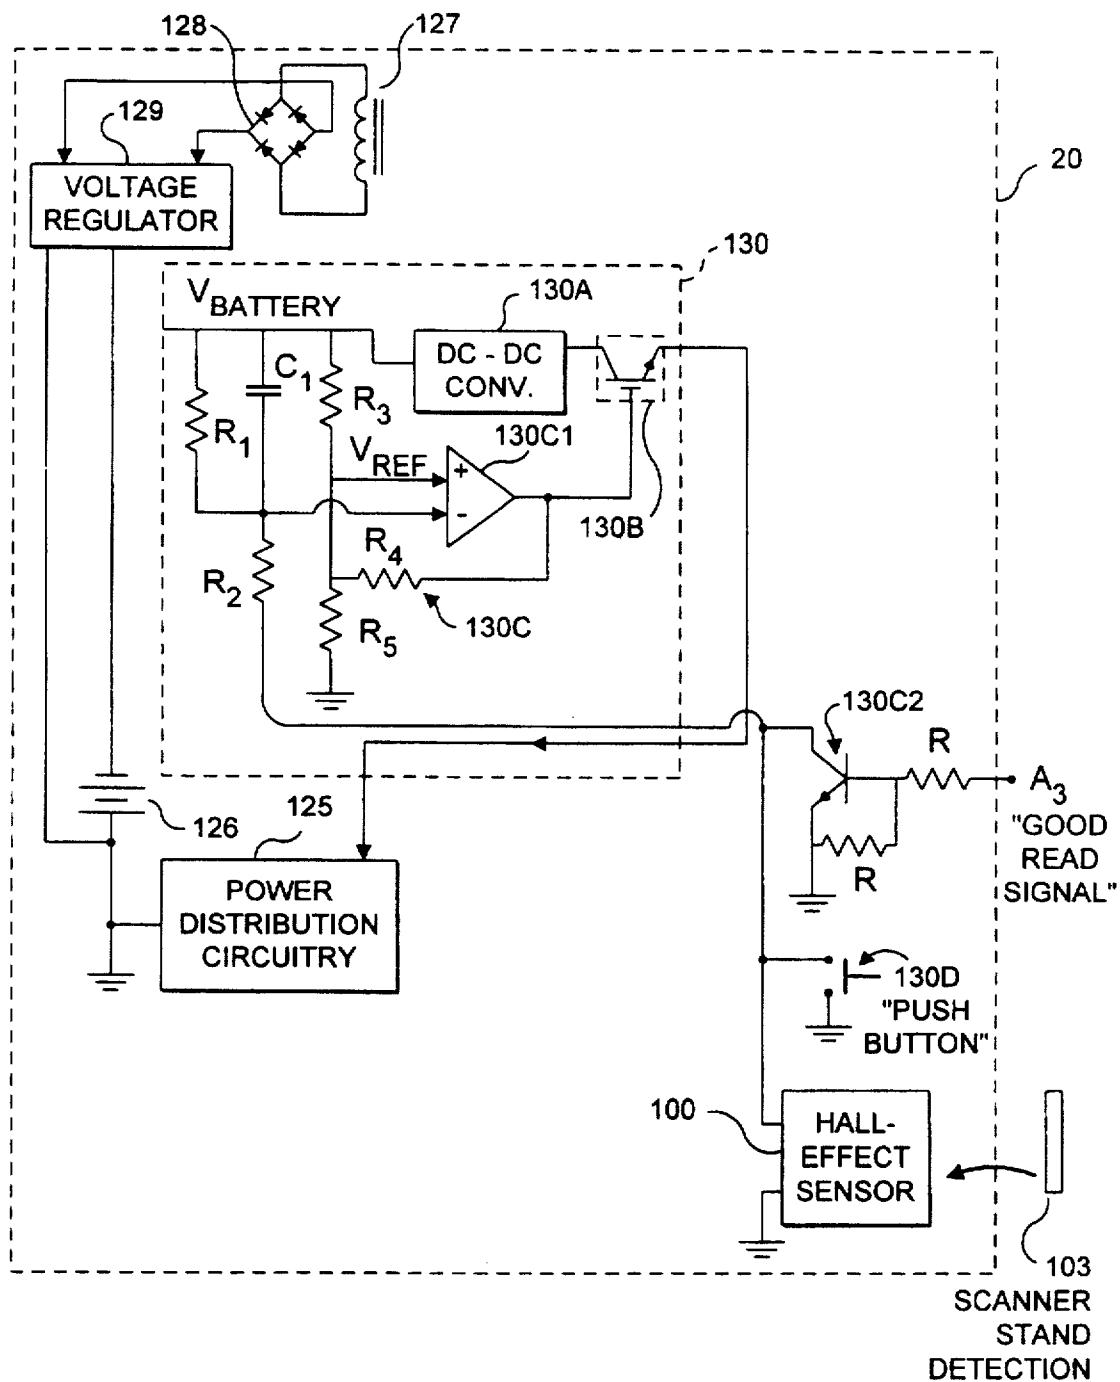 128
127
129
VOLTAGE
REGULATOR
20
130
V BATTERY
130A
DC - DC
CONV.
C1
R3
R1
130C1
VREF
+
-
130B
R4
R2
130C
R5
130C2
R
A3
"GOOD
READ
SIGNAL"
R
126
125
POWER
DISTRIBUTION
CIRCUITRY
130D
"PUSH
BUTTON"
100
HALL-
EFFECT
SENSOR
103
SCANNER
STAND
DETECTION